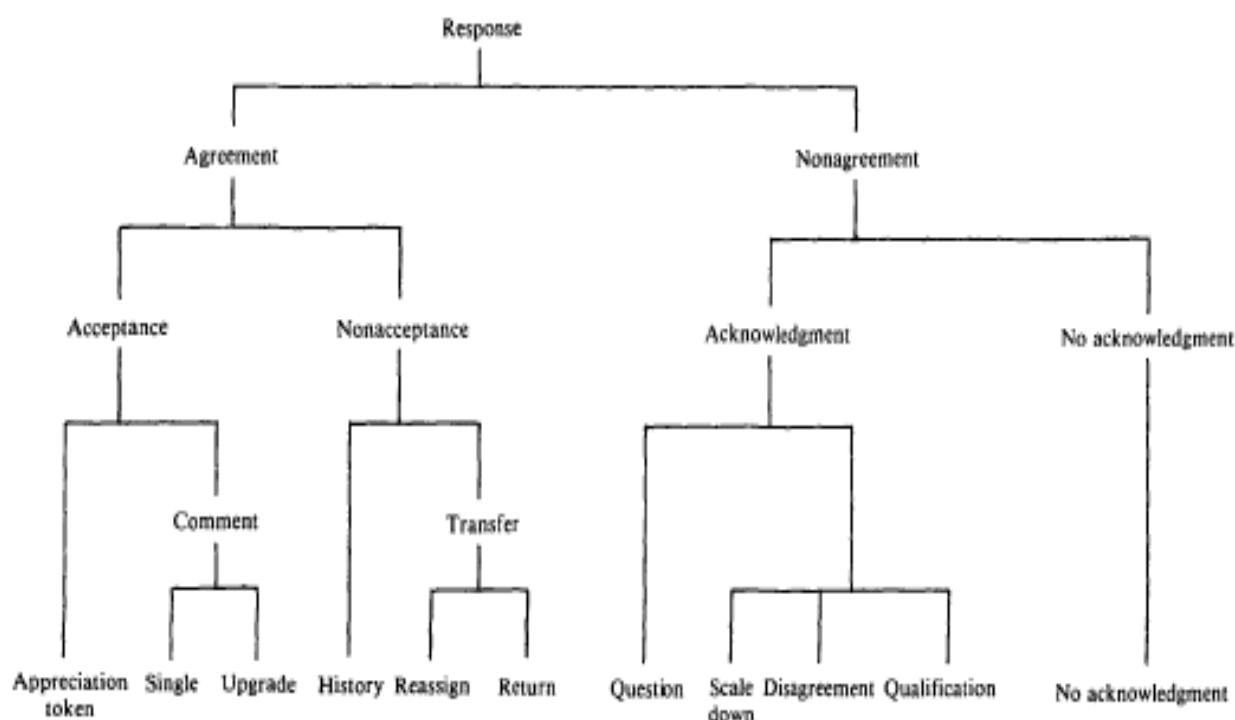 Response
Agreement
Nonagreement
Acceptance
Nonacceptance
Acknowledgment
No acknowledgment
Comment
Transfer
Appreciation
token
Single
Upgrade
History
Reassign
Return
Question
Scale
down
Disagreement
Qualification
No acknowledgment